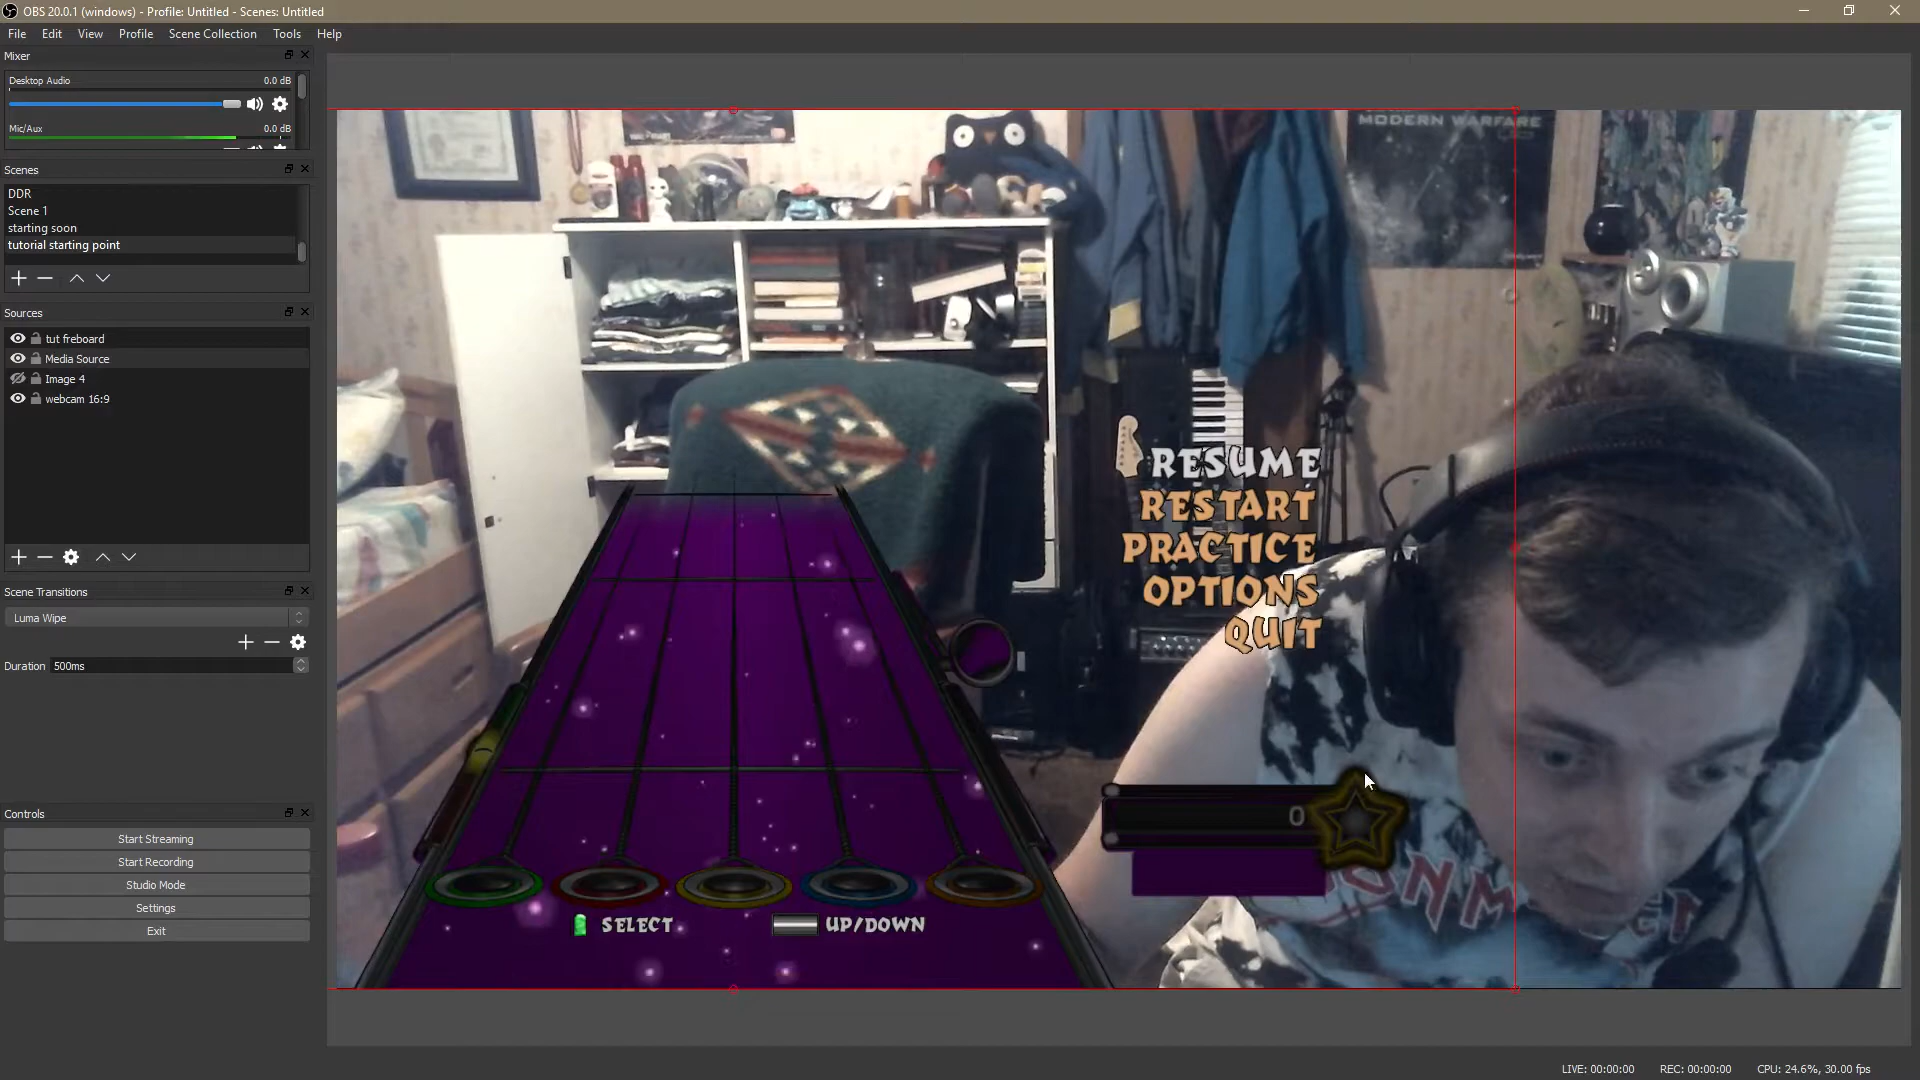 OBS 20.0.1 (windows) - Profile: Untitled - Scenes: Untitled
File Edit View Profile Scene Collection Tools Help
Mixer
Desktop Audio 0.0 dB
Mic/Aux 0.0 dB
Scenes
DDR
Scene 1
starting soon
tutorial starting point
Sources
tut freboard
Media Source
Image 4
webcam 16:9
Scene Transitions
Luma Wipe
Duration 500ms
Controls
Start Streaming
Start Recording
Studio Mode
Settings
Exit
MODERN WARFARE
RESUME
RESTART
PRACTICE
OPTIONS
QUIT
0
SELECT UP/DOWN
LIVE: 00:00:00 REC: 00:00:00 CPU: 24.6%, 30.00 fps